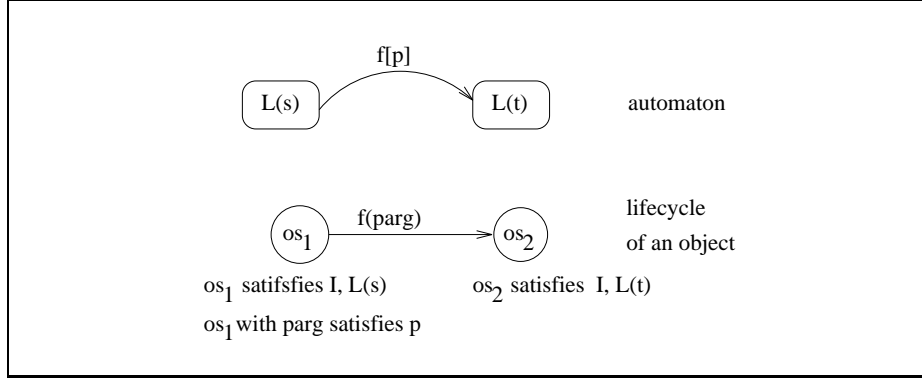 f[p]
L(s)
L(t)
automaton
lifecycle
f(parg)
os1
os2
of an object
os1 satifsfies I, L(s)
os2 satisfies I, L(t)
os1 with parg satisfies p